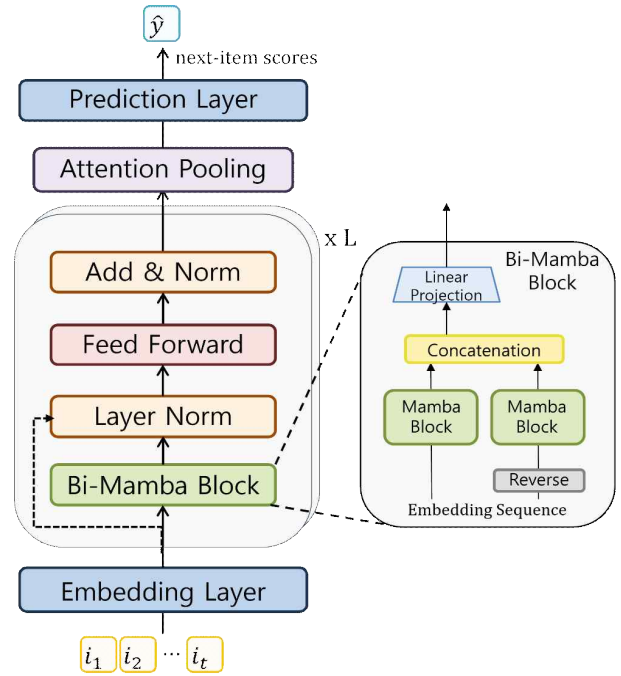 ŷ
next-item scores
Prediction Layer
Attention Pooling
x L
Add & Norm
Feed Forward
Layer Norm
Bi-Mamba Block
Embedding Layer
i₁ i₂ ··· iₜ
Bi-Mamba
Block
Linear
Projection
Concatenation
Mamba
Block
Mamba
Block
Reverse
Embedding Sequence